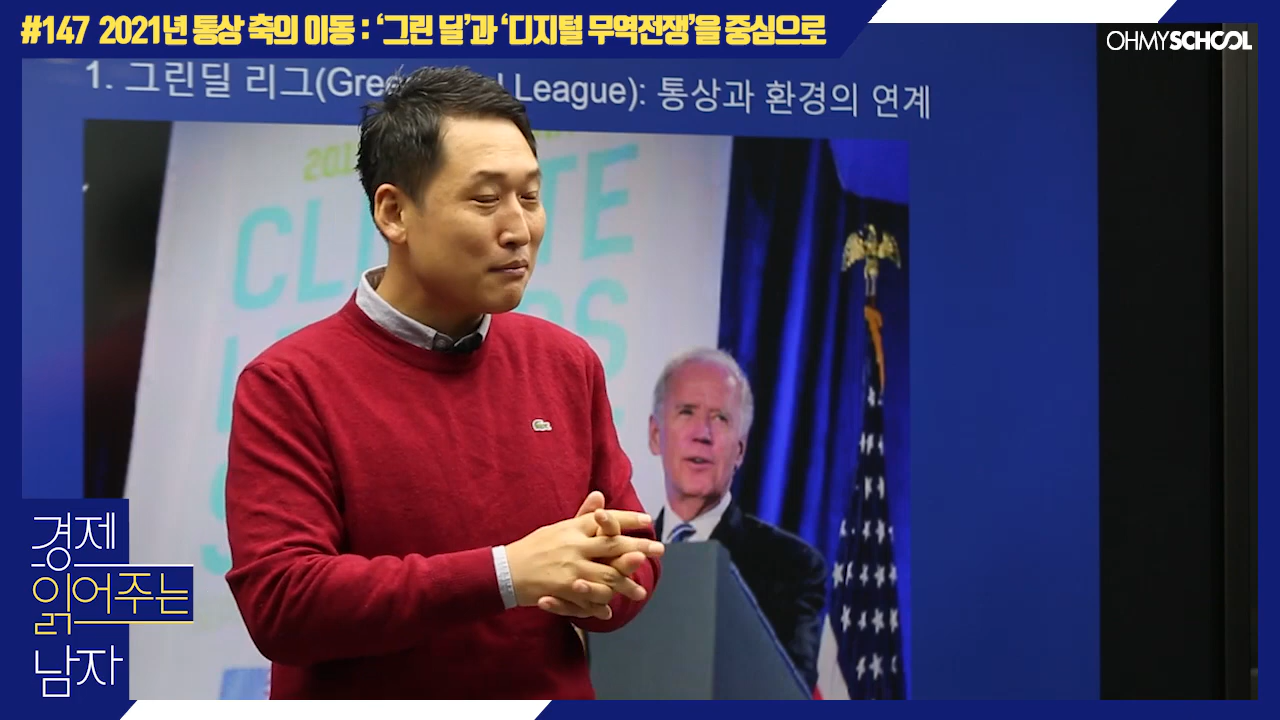 #147 2021년 통상 축의 이동 : ‘그린 딜’과 ‘디지털 무역전쟁’을 중심으로
OHMYSCHOOL
1. 그린딜 리그(Gree League): 통상과 환경의 연계
경제
읽어주는
남자